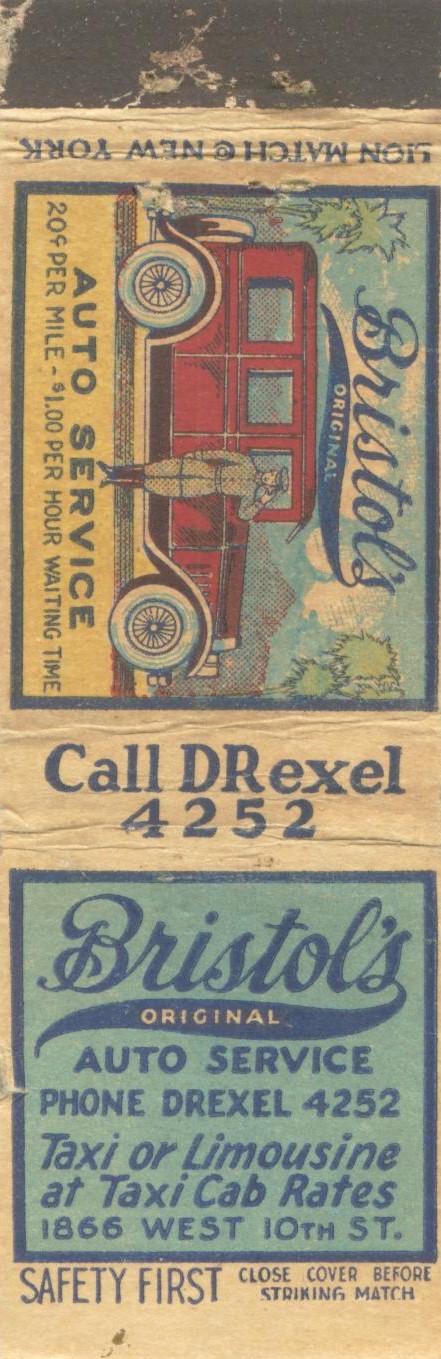 LION MATCH © NEW YORK
Bristol's
ORIGINAL
AUTO SERVICE
20¢ PER MILE - $1.00 PER HOUR WAITING TIME
Call DRexel
4252
Bristol's
ORIGINAL
AUTO SERVICE
PHONE DREXEL 4252
Taxi or Limousine
at Taxi Cab Rates
1866 WEST 10TH ST.
SAFETY FIRST CLOSE COVER BEFORE
STRIKING MATCH